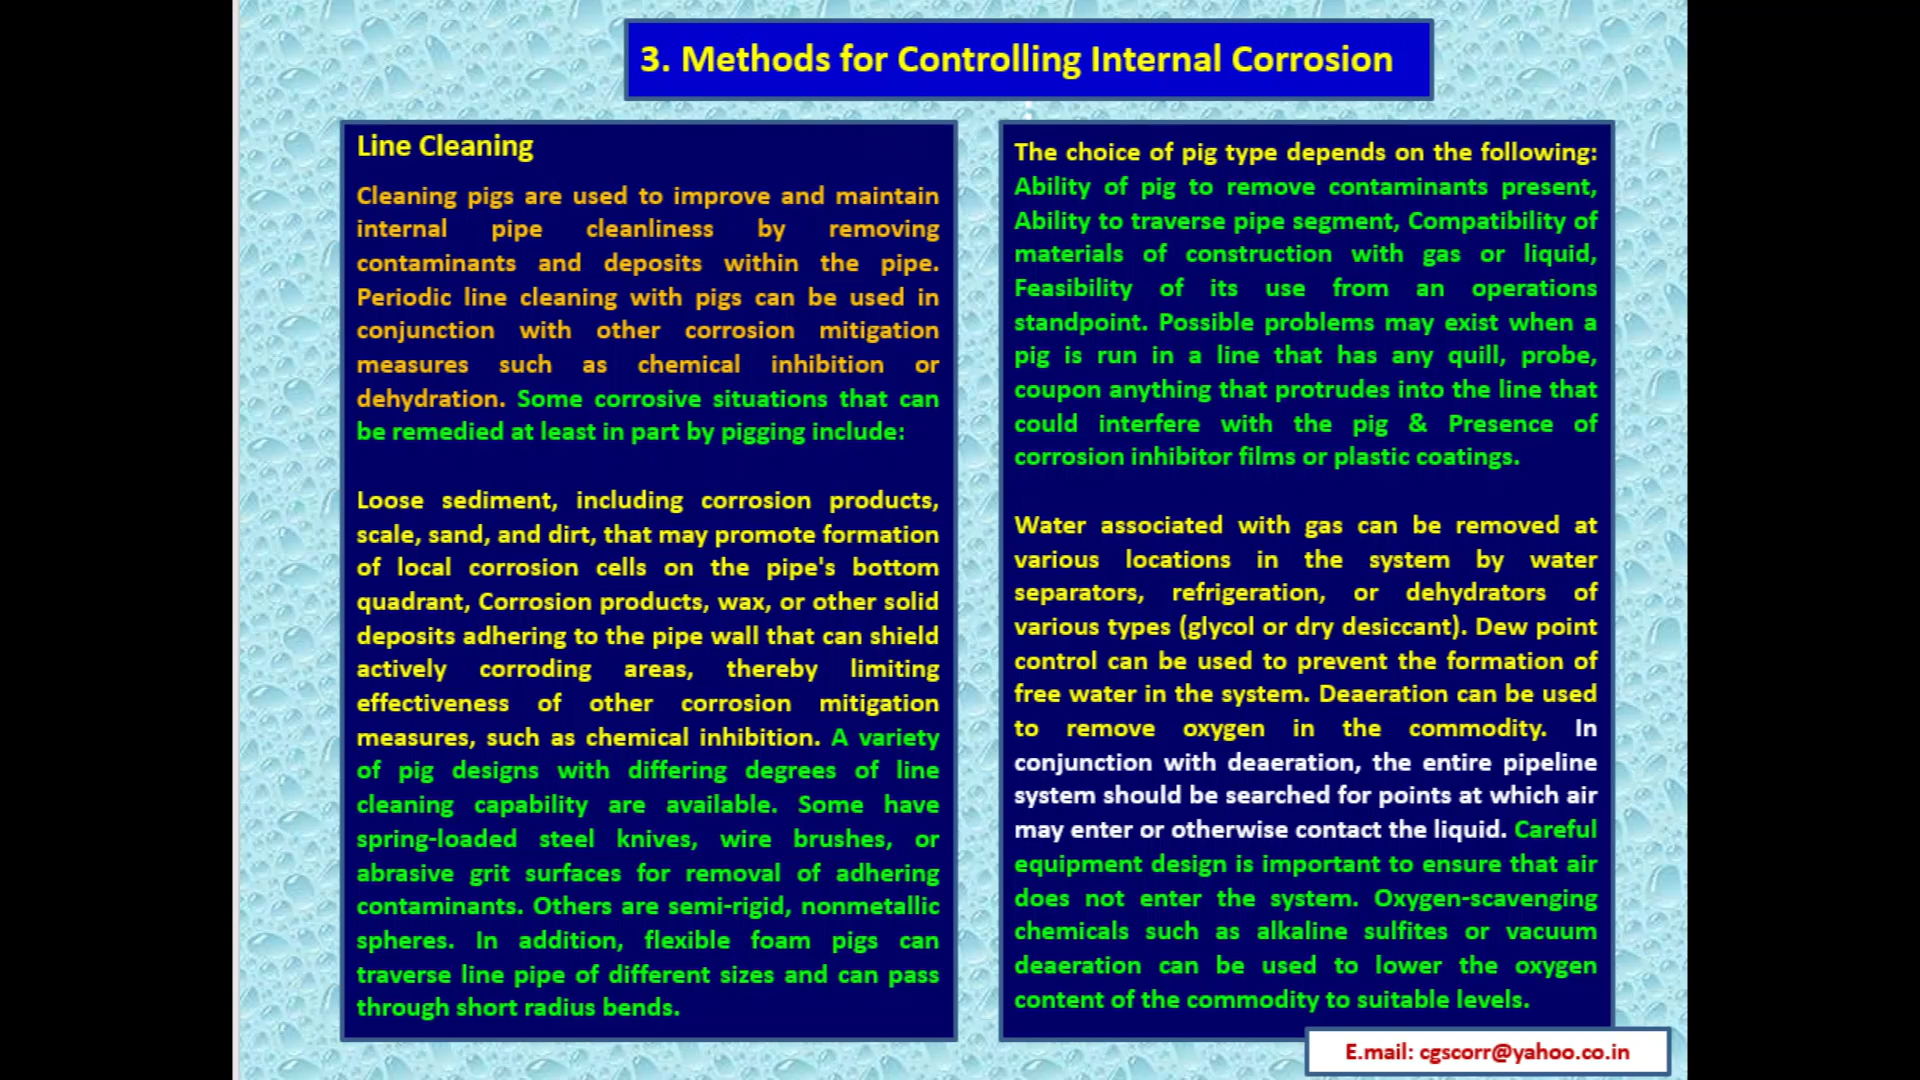 3. Methods for Controlling Internal Corrosion
Line Cleaning
Cleaning pigs are used to improve and maintain
internal pipe cleanliness by removing
contaminants and deposits within the pipe.
Periodic line cleaning with pigs can be used in
conjunction with other corrosion mitigation
measures such as chemical inhibition or
dehydration. Some corrosive situations that can
be remedied at least in part by pigging include:
Loose sediment, including corrosion products,
scale, sand, and dirt, that may promote formation
of local corrosion cells on the pipe's bottom
quadrant, Corrosion products, wax, or other solid
deposits adhering to the pipe wall that can shield
actively corroding areas, thereby limiting
effectiveness of other corrosion mitigation
measures, such as chemical inhibition. A variety
of pig designs with differing degrees of line
cleaning capability are available. Some have
spring-loaded steel knives, wire brushes, or
abrasive grit surfaces for removal of adhering
contaminants. Others are semi-rigid, nonmetallic
spheres. In addition, flexible foam pigs can
traverse line pipe of different sizes and can pass
through short radius bends.
The choice of pig type depends on the following:
Ability of pig to remove contaminants present,
Ability to traverse pipe segment, Compatibility of
materials of construction with gas or liquid,
Feasibility of its use from an operations
standpoint. Possible problems may exist when a
pig is run in a line that has any quill, probe,
coupon anything that protrudes into the line that
could interfere with the pig & Presence of
corrosion inhibitor films or plastic coatings.
Water associated with gas can be removed at
various locations in the system by water
separators, refrigeration, or dehydrators of
various types (glycol or dry desiccant). Dew point
control can be used to prevent the formation of
free water in the system. Deaeration can be used
to remove oxygen in the commodity. In
conjunction with deaeration, the entire pipeline
system should be searched for points at which air
may enter or otherwise contact the liquid. Careful
equipment design is important to ensure that air
does not enter the system. Oxygen-scavenging
chemicals such as alkaline sulfites or vacuum
deaeration can be used to lower the oxygen
content of the commodity to suitable levels.
E.mail: cgscorr@yahoo.co.in